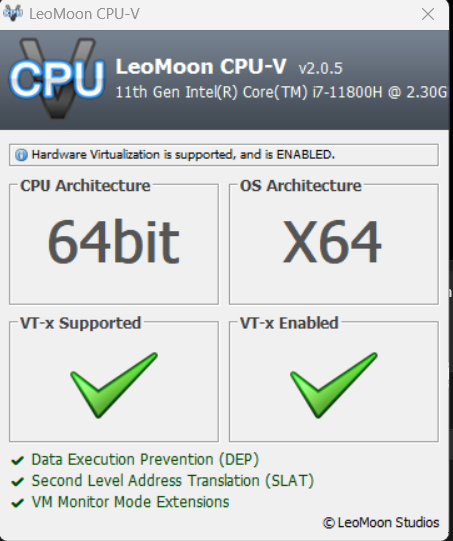 LeoMoon CPU-V
CPU
LeoMoon CPU-V v2.0.5
11th Gen Intel(R) Core(TM) i7-11800H @ 2.30G
Hardware Virtualization is supported, and is ENABLED.
CPU Architecture
64bit
OS Architecture
X64
VT-x Supported
VT-x Enabled
Data Execution Prevention (DEP)
Second Level Address Translation (SLAT)
VM Monitor Mode Extensions
© LeoMoon Studios